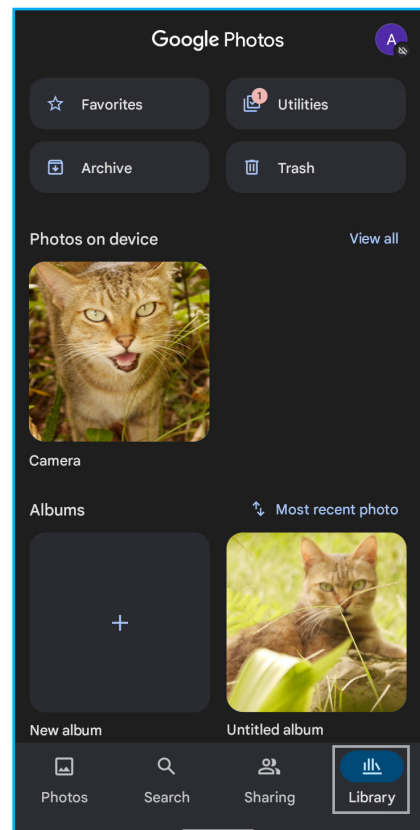 Google Photos
A
Favorites
1
Utilities
Archive
Trash
Photos on device
View all
Camera
Albums
Most recent photo
New album
Untitled album
Photos
Search
Sharing
Library